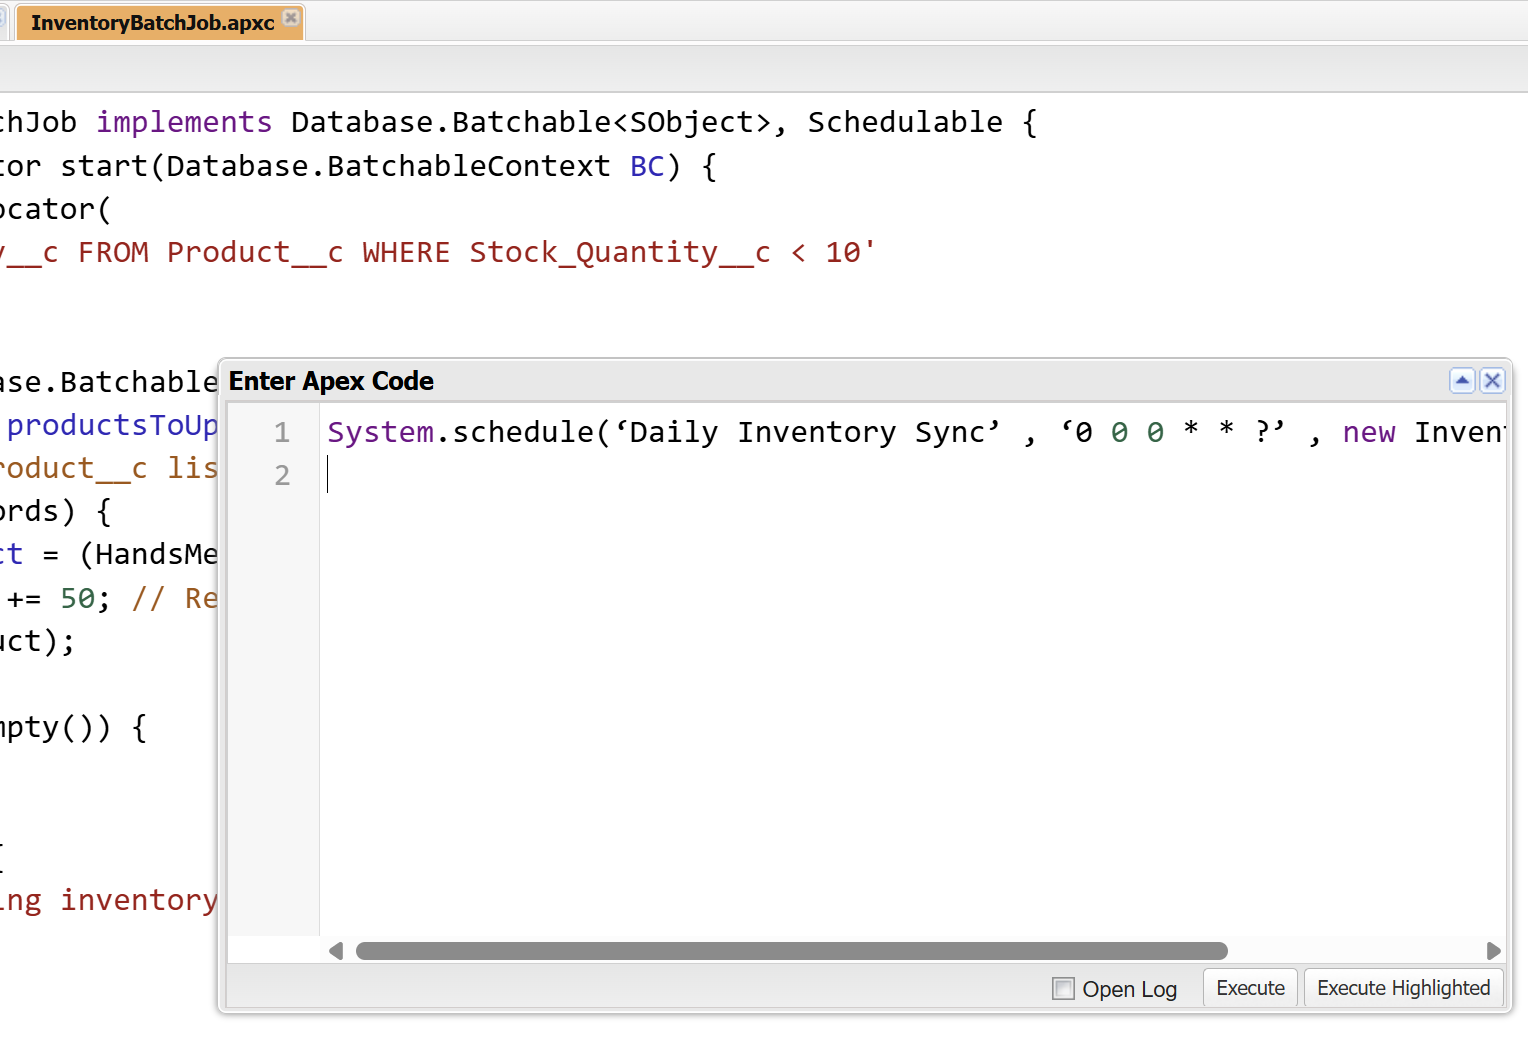 InventoryBatchJob.apxc
chJob implements Database.Batchable<SObject>, Schedulable {
tor start(Database.BatchableContext BC) {
ocator(
y__c FROM Product__c WHERE Stock_Quantity__c < 10'
ase.Batchable
productsToUp
roduct__c lis
ords) {
ct = (HandsMe
+= 50; // Re
uct);
mpty()) {
{
ing inventory
Enter Apex Code
1 System.schedule(‘Daily Inventory Sync’ , ‘0 0 0 * * ?’ , new Invent
2
Open Log Execute Execute Highlighted